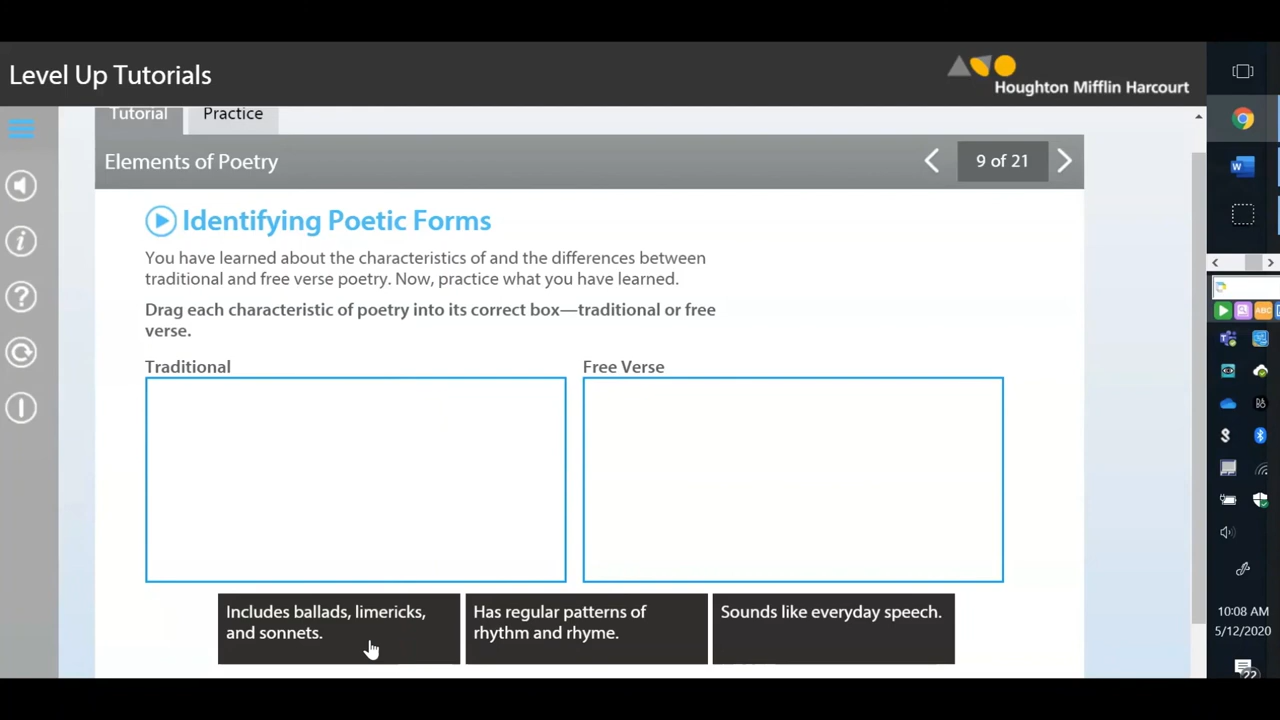 Level Up Tutorials
Houghton Mifflin Harcourt
Tutorial
Practice
Elements of Poetry
9 of 21
Identifying Poetic Forms
You have learned about the characteristics of and the differences between
traditional and free verse poetry. Now, practice what you have learned.
Drag each characteristic of poetry into its correct box—traditional or free
verse.
Traditional
Free Verse
Includes ballads, limericks,
and sonnets.
Has regular patterns of
rhythm and rhyme.
Sounds like everyday speech.
ABC
10:08 AM
5/12/2020
22